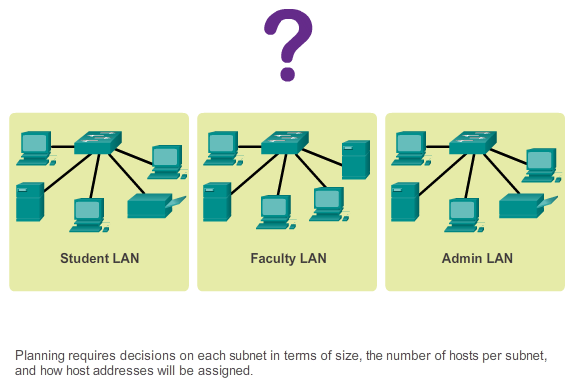 ?
Student LAN
Faculty LAN
Admin LAN
Planning requires decisions on each subnet in terms of size, the number of hosts per subnet,
and how host addresses will be assigned.